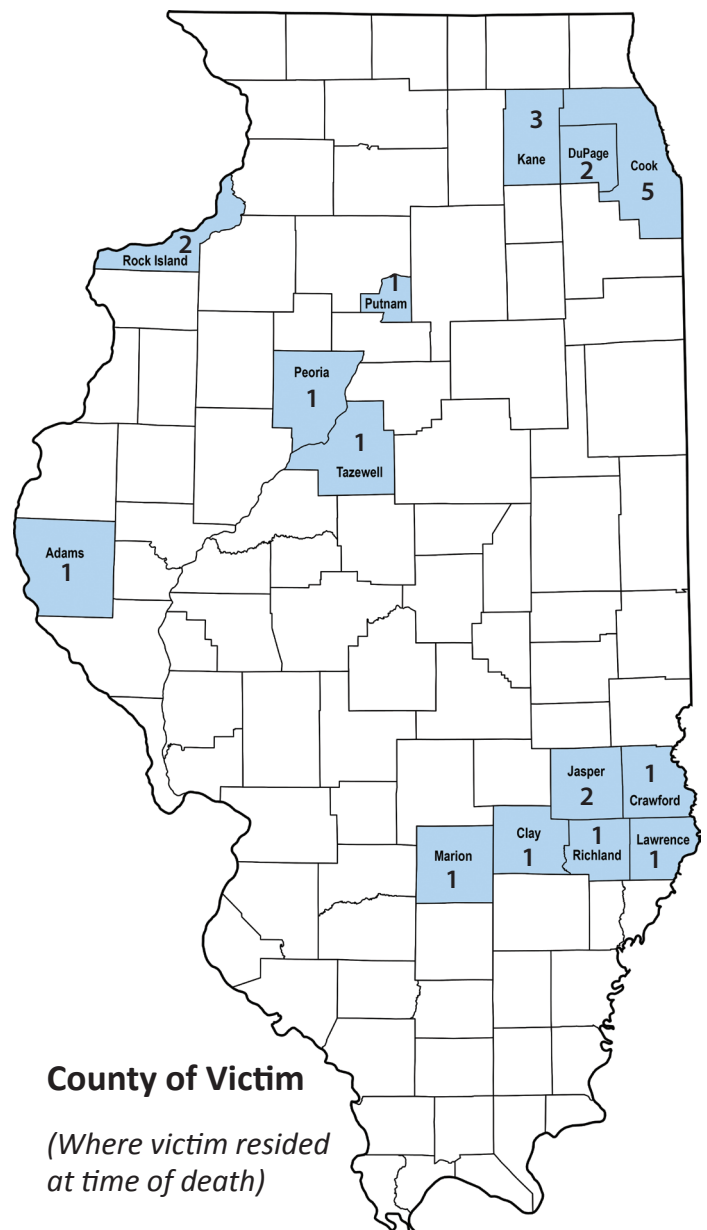 3
Kane
DuPage
2
Cook
5
2
Rock Island
1
Putnam
Peoria
1
1
Tazewell
Adams
1
Jasper
2
1
Crawford
Clay
1
1
Richland
Lawrence
1
Marion
1
County of Victim
(Where victim resided
at time of death)